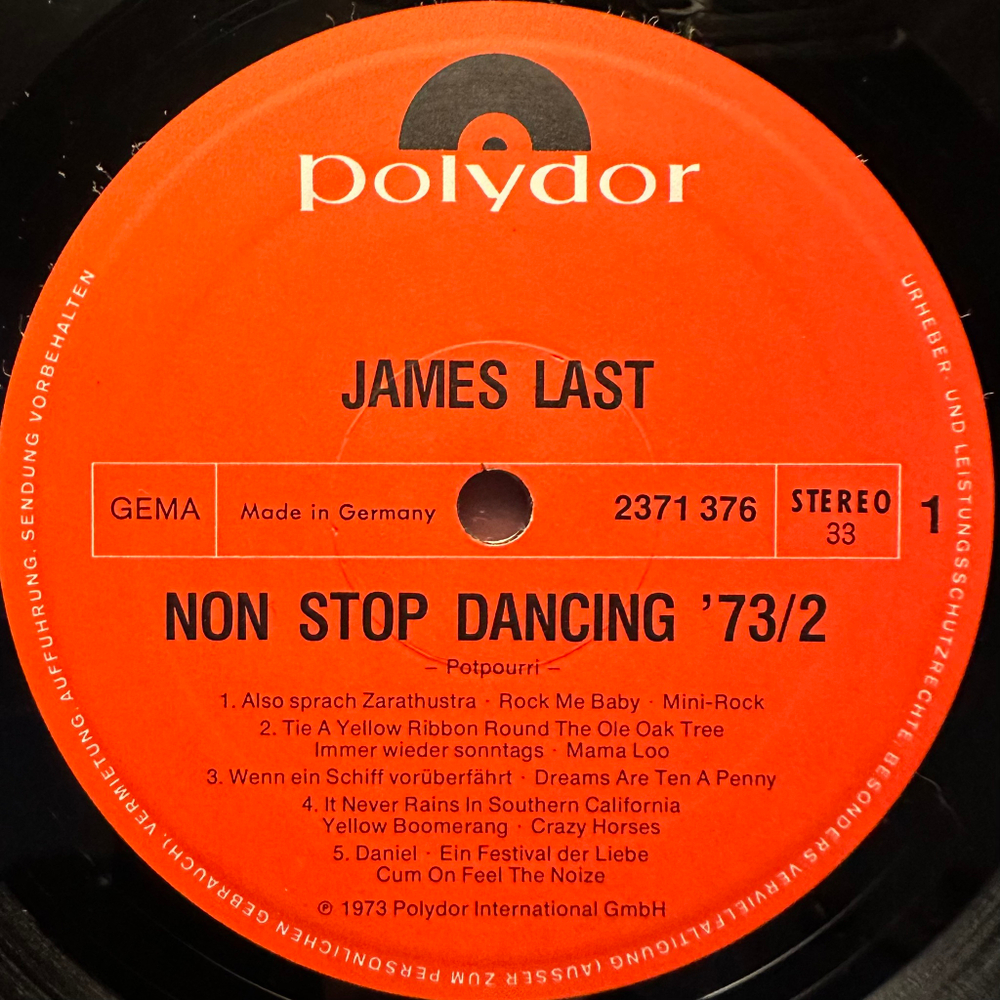 polydor
JAMES LAST
GEMA
Made in Germany
2371 376
STEREO
33
1
NON STOP DANCING '73/2
– Potpourri –
1. Also sprach Zarathustra · Rock Me Baby · Mini-Rock
2. Tie A Yellow Ribbon Round The Ole Oak Tree
Immer wieder sonntags · Mama Loo
3. Wenn ein Schiff vorüberfährt · Dreams Are Ten A Penny
4. It Never Rains In Southern California
Yellow Boomerang · Crazy Horses
5. Daniel · Ein Festival der Liebe
Cum On Feel The Noize
℗ 1973 Polydor International GmbH
URHEBER- UND LEISTUNGSSCHUTZRECHTE BESONDERS VERVIELFÄLTIGUNG (AUSSER ZUM PERSÖNLICHEN GEBRAUCH), VERMIETUNG, AUFFÜHRUNG, SENDUNG VORBEHALTEN